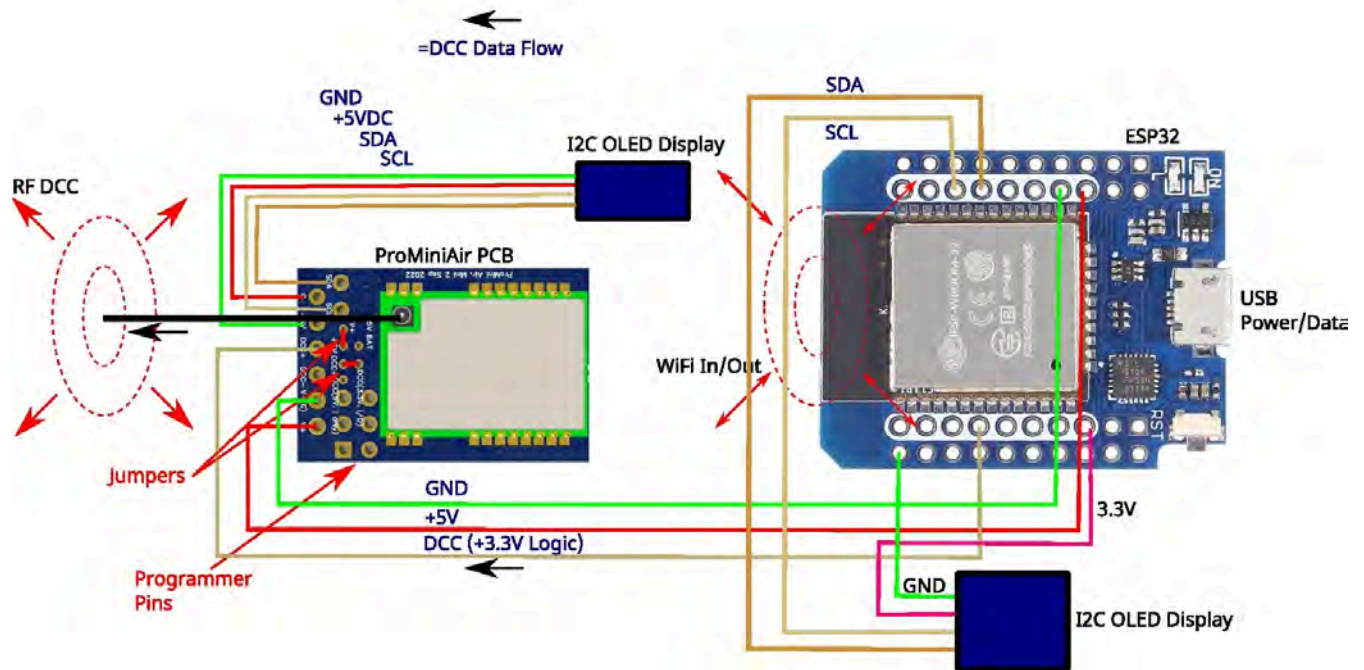 =DCC Data Flow
GND
+5VDC
SDA
SCL
I2C OLED Display
RF DCC
ProMiniAir PCB
SDA
SCL
ESP32
USB
Power/Data
WiFi In/Out
RST
Jumpers
GND
+5V
DCC (+3.3V Logic)
3.3V
Programmer
Pins
GND
I2C OLED Display